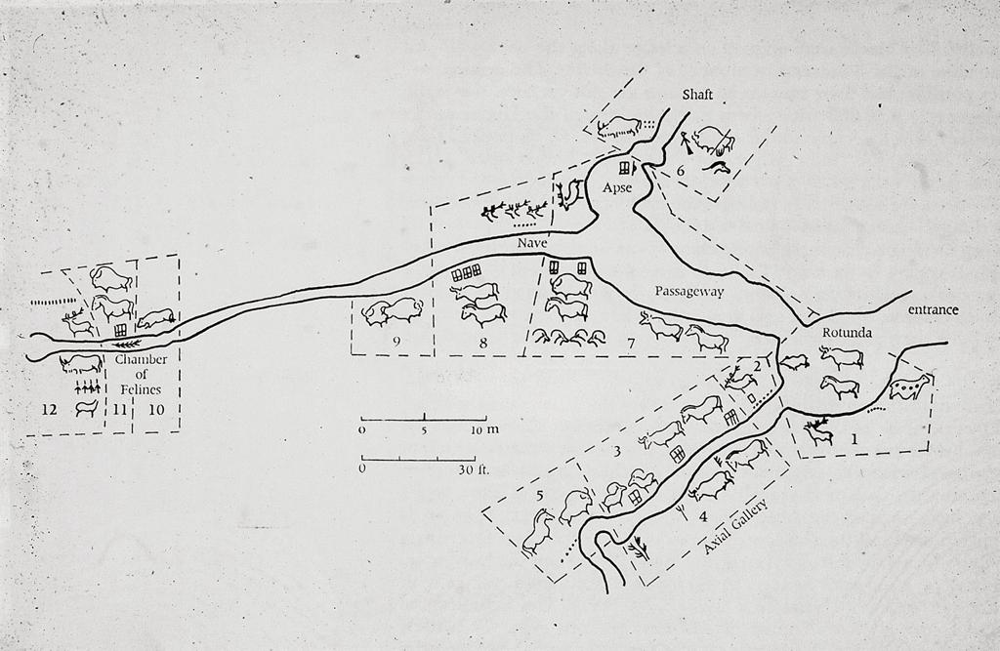 Shaft
6
Apse
Nave
Passageway
entrance
Rotunda
Chamber
of
Felines
12
11
10
9
8
7
2
1
3
5
4
Axial Gallery
0 5 10 m
0 30 ft.